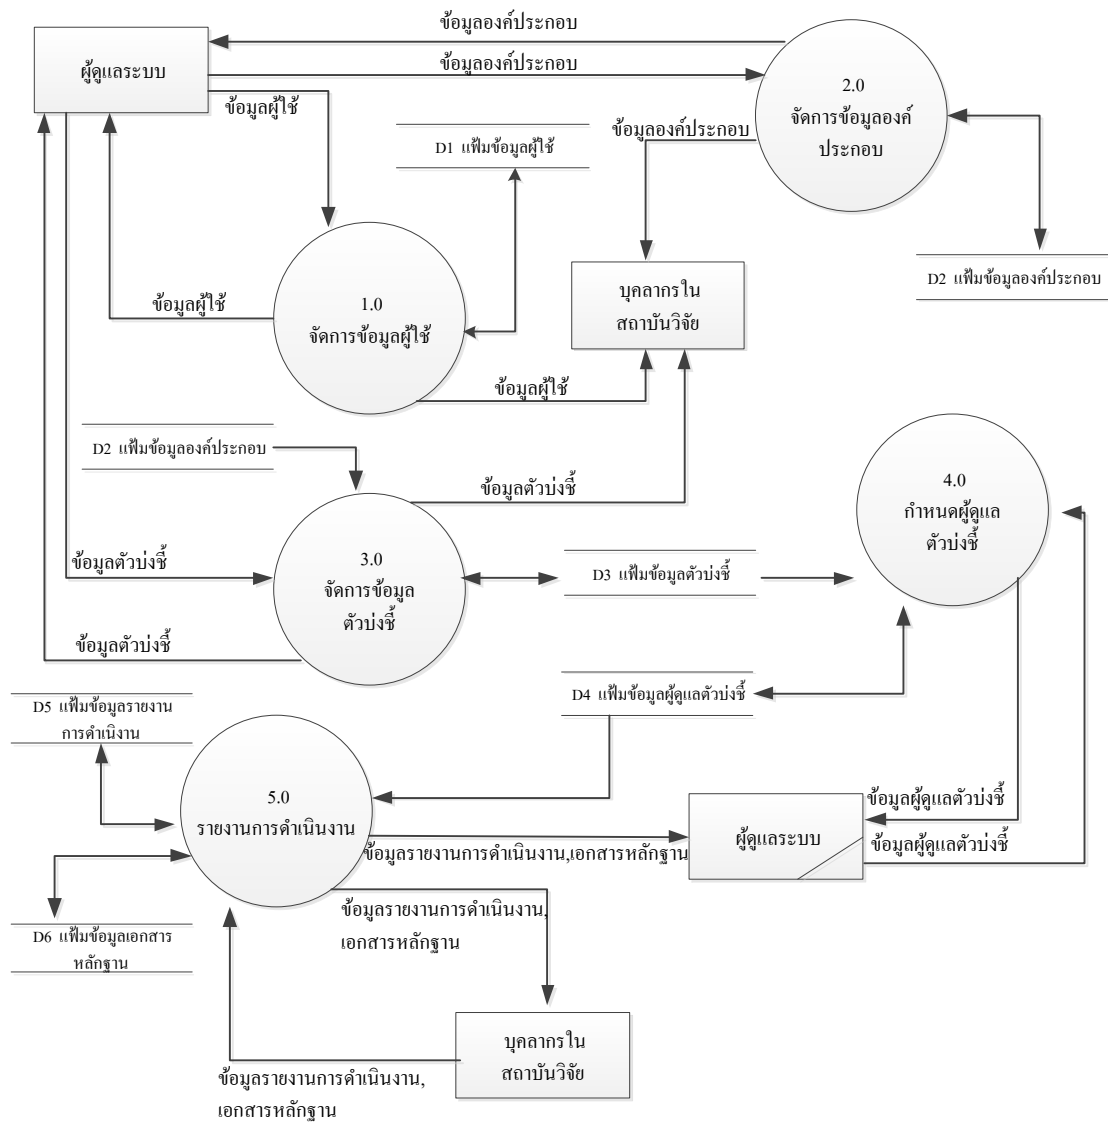 ข้อมูลองค์ประกอบ
ผู้ดูแลระบบ
ข้อมูลองค์ประกอบ
2.0
จัดการข้อมูลองค์
ประกอบ
ข้อมูลผู้ใช้
ข้อมูลองค์ประกอบ
D1 แฟ้มข้อมูลผู้ใช้
D2 แฟ้มข้อมูลองค์ประกอบ
บุคลากรใน
สถาบันวิจัย
ข้อมูลผู้ใช้
1.0
จัดการข้อมูลผู้ใช้
ข้อมูลผู้ใช้
D2 แฟ้มข้อมูลองค์ประกอบ
ข้อมูลตัวบ่งชี้
4.0
กำหนดผู้ดูแล
ตัวบ่งชี้
ข้อมูลตัวบ่งชี้
3.0
จัดการข้อมูล
ตัวบ่งชี้
D3 แฟ้มข้อมูลตัวบ่งชี้
ข้อมูลตัวบ่งชี้
D4 แฟ้มข้อมูลผู้ดูแลตัวบ่งชี้
D5 แฟ้มข้อมูลรายงาน
การดำเนิงาน
5.0
รายงานการดำเนินงาน
ข้อมูลผู้ดูแลตัวบ่งชี้
ผู้ดูแลระบบ
ข้อมูลผู้ดูแลตัวบ่งชี้
ข้อมูลรายงานการดำเนินงาน,เอกสารหลักฐาน
ข้อมูลรายงานการดำเนินงาน,
เอกสารหลักฐาน
D6 แฟ้มข้อมูลเอกสาร
หลักฐาน
บุคลากรใน
สถาบันวิจัย
ข้อมูลรายงานการดำเนินงาน,
เอกสารหลักฐาน